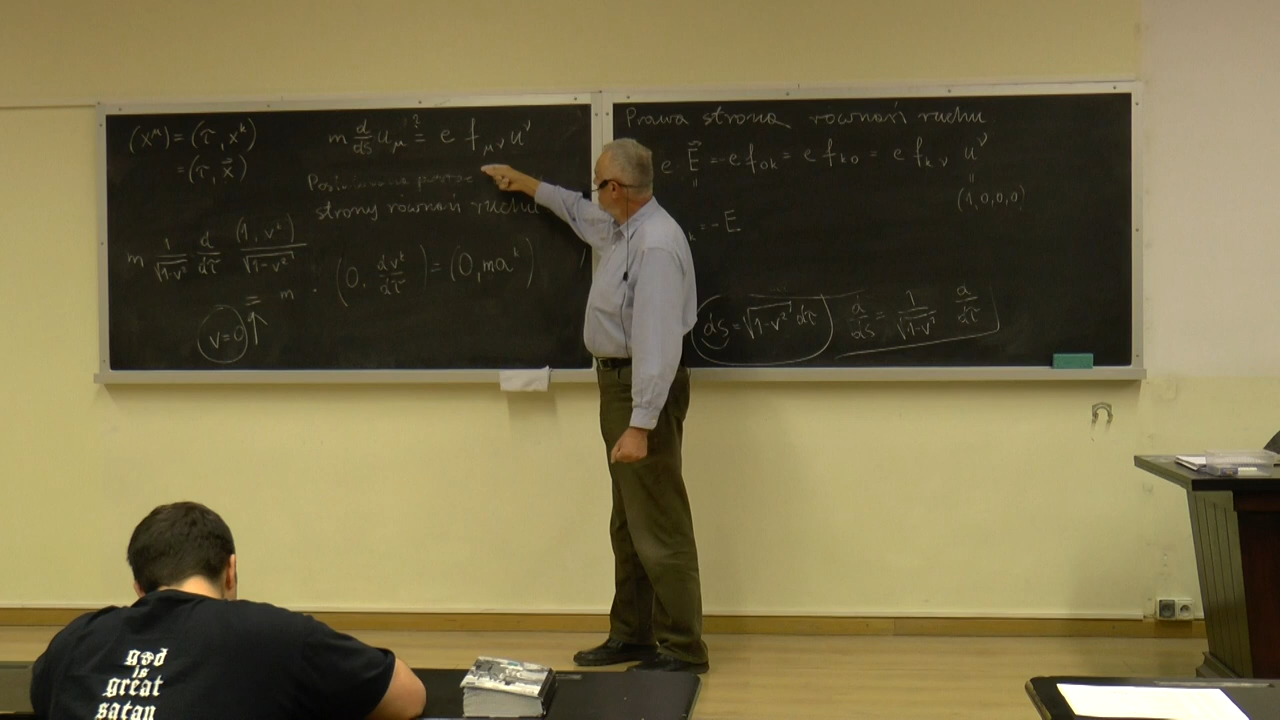 (x^μ) = (τ, x^k)
= (τ, x⃗)
m d/ds u_μ ≟ e f_μν u^ν
strony równań ruchu
m 1/√(1-v²) d/dτ (1, v^k)/√(1-v²)
= m · (0, dv^k/dτ) = (0, ma^k)
v=0
Prawa strona równań ruchu
e E⃗ = -e f_0k = e f_k0 = e f_kν u^ν
(1,0,0,0)
k = -E
ds = √(1-v²) dτ
d/ds = 1/√(1-v²) d/dτ
god
is
great
satan